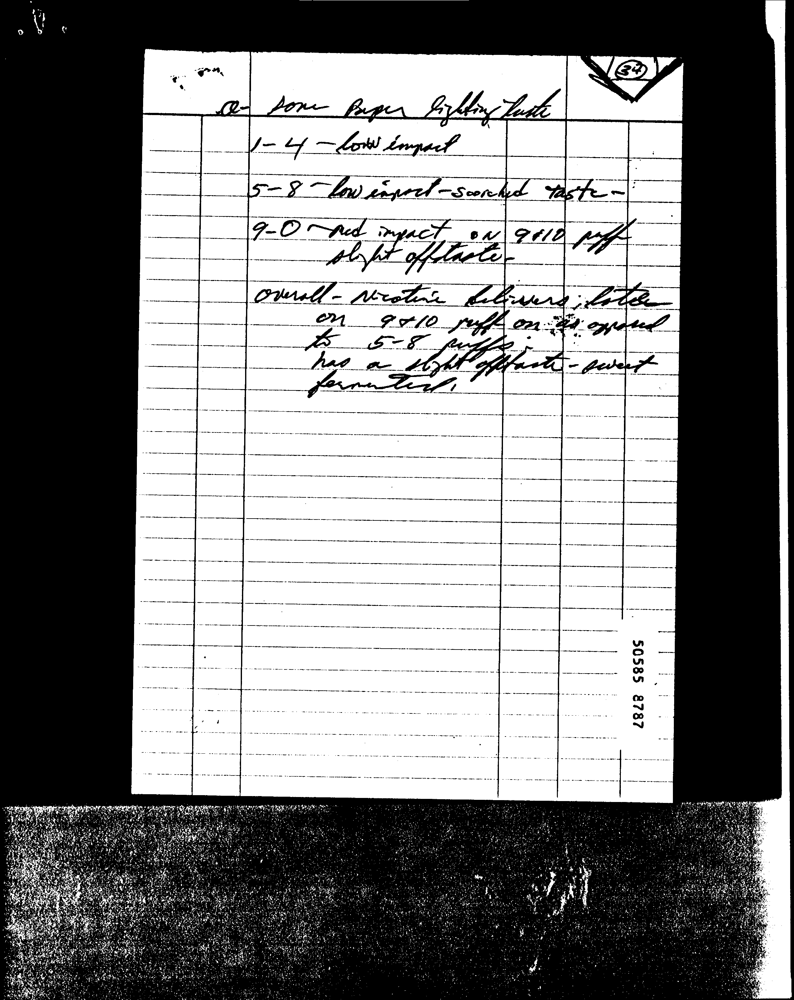 34
some Paper lighting taste
1-4 - low impact
5-8 - low impact - scorched taste -
9-0 - med impact on 9+10 puff
slight offtaste -
overall - Nicotine delivers later
on 9+10 puff on as opposed
to 5-8 puffs.
has a slight offtaste - sweet
fermented.
50585 8787